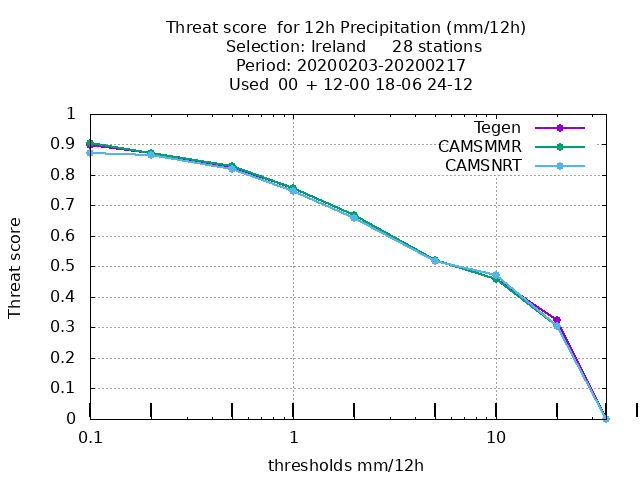 Threat score  for 12h Precipitation (mm/12h)
Selection: Ireland     28 stations
Period: 20200203-20200217
Used  00 + 12-00 18-06 24-12
1
0.9
0.8
0.7
0.6
0.5
0.4
0.3
0.2
0.1
0
Threat score
Tegen
CAMSMMR
CAMSNRT
0.1 1 10
thresholds mm/12h